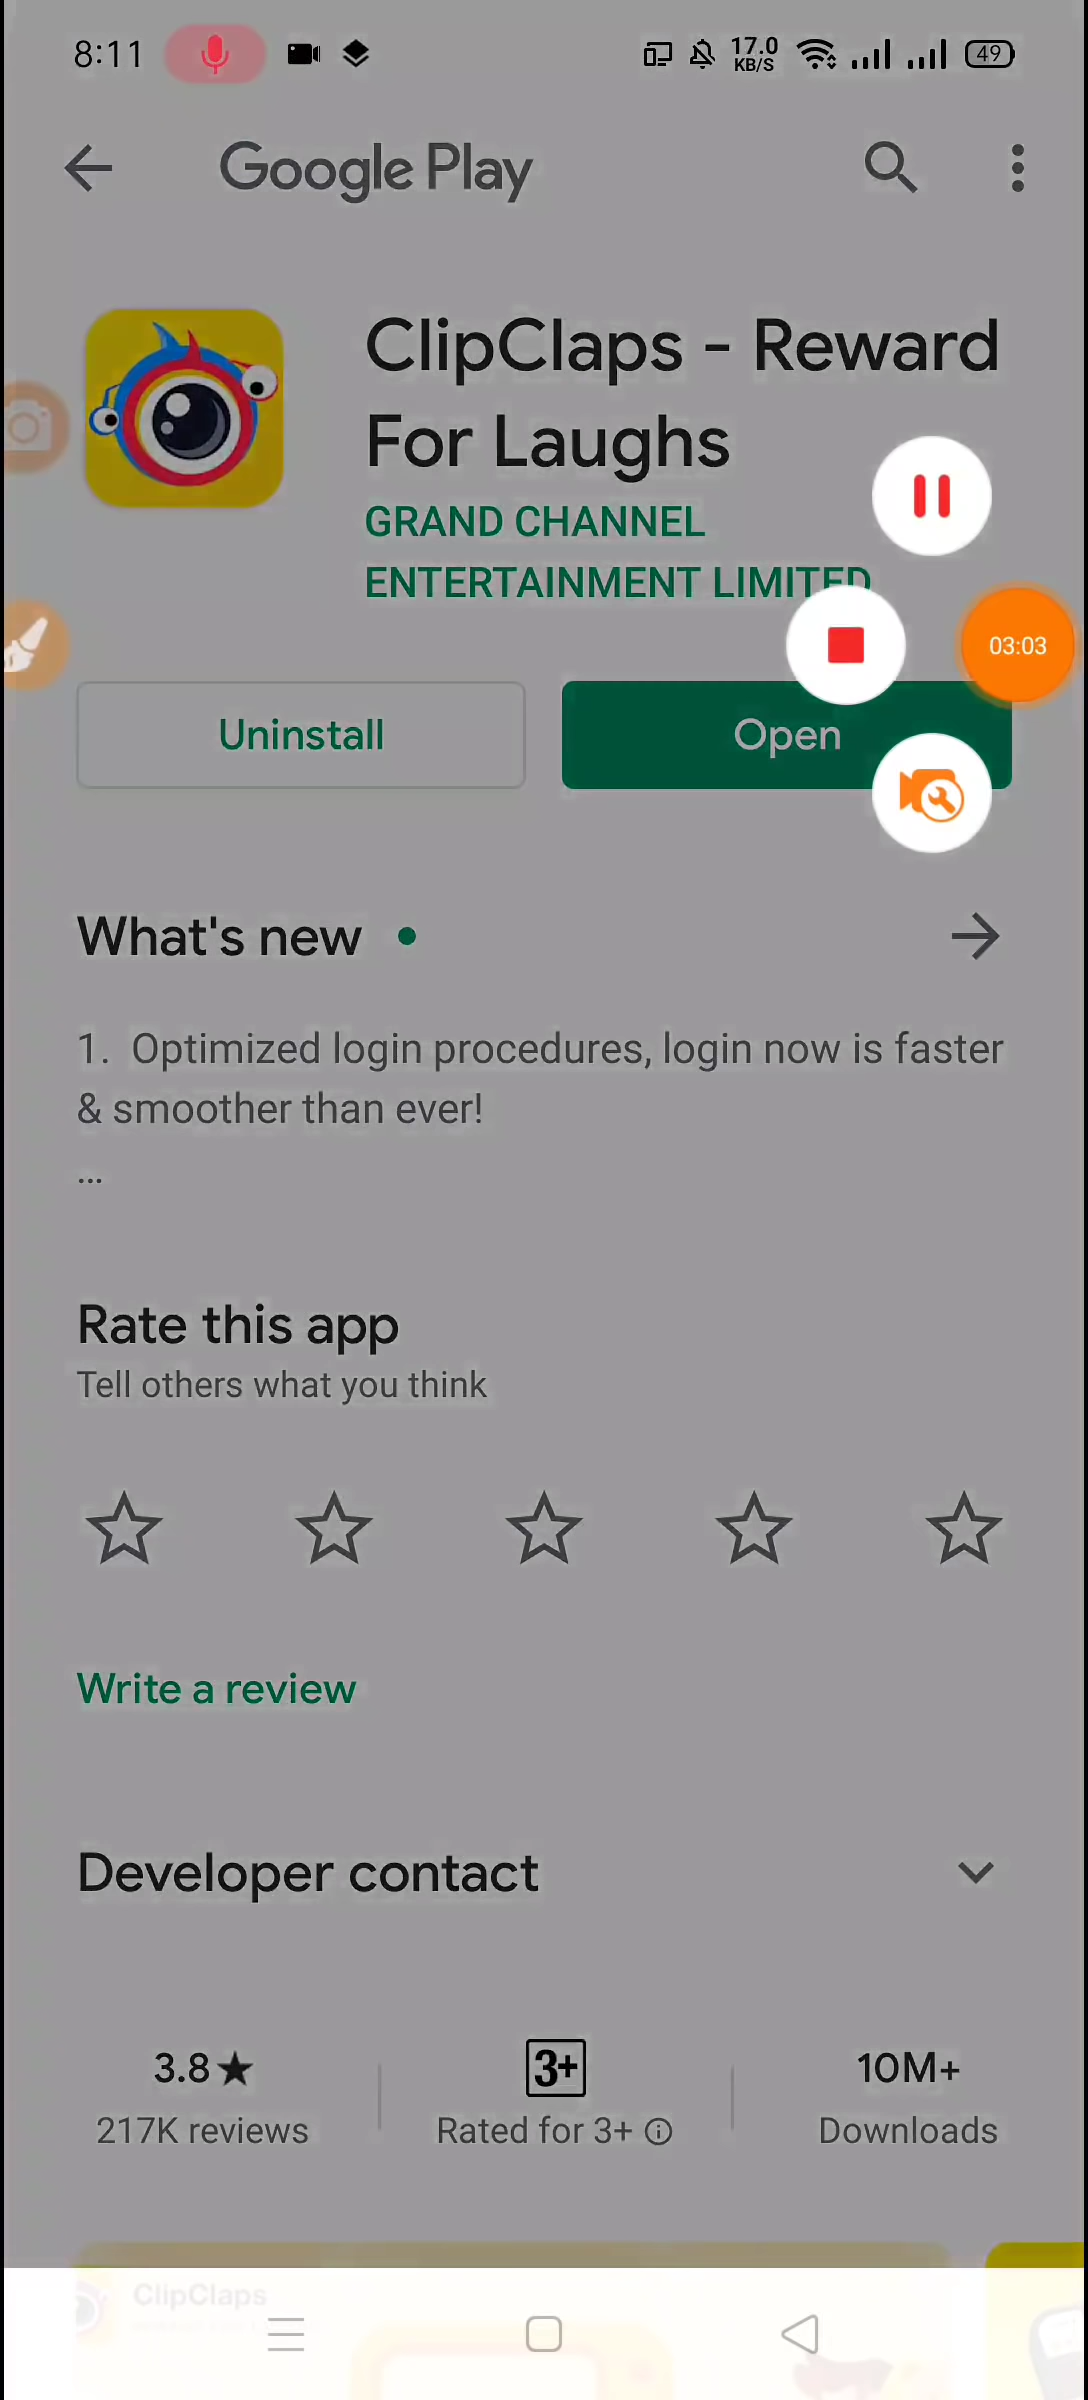 8:11
17.0
KB/S
49
Google Play
ClipClaps - Reward
For Laughs
GRAND CHANNEL
ENTERTAINMENT LIMITED
03:03
Uninstall
Open
What's new
1. Optimized login procedures, login now is faster
& smoother than ever!
...
Rate this app
Tell others what you think
Write a review
Developer contact
3.8★
3+
10M+
217K reviews
Rated for 3+
Downloads
ClipClaps